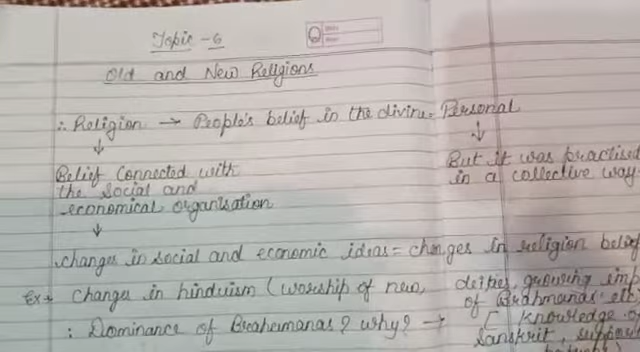 Topic - 6
Old and New Religions
∴ Religion → People's belief in the divine = Personal
↓ ↓
Belief Connected with
the Social and
economical organisation
But it was practised
in a collective way.
↓
changes in social and economic ideas = changes in religion belief
Ex → Changes in hinduism (worship of new, deities, growing imp
of Brahmanas etc
: Dominance of Brahemanas? why? → [ knowledge of
Sanskrit,